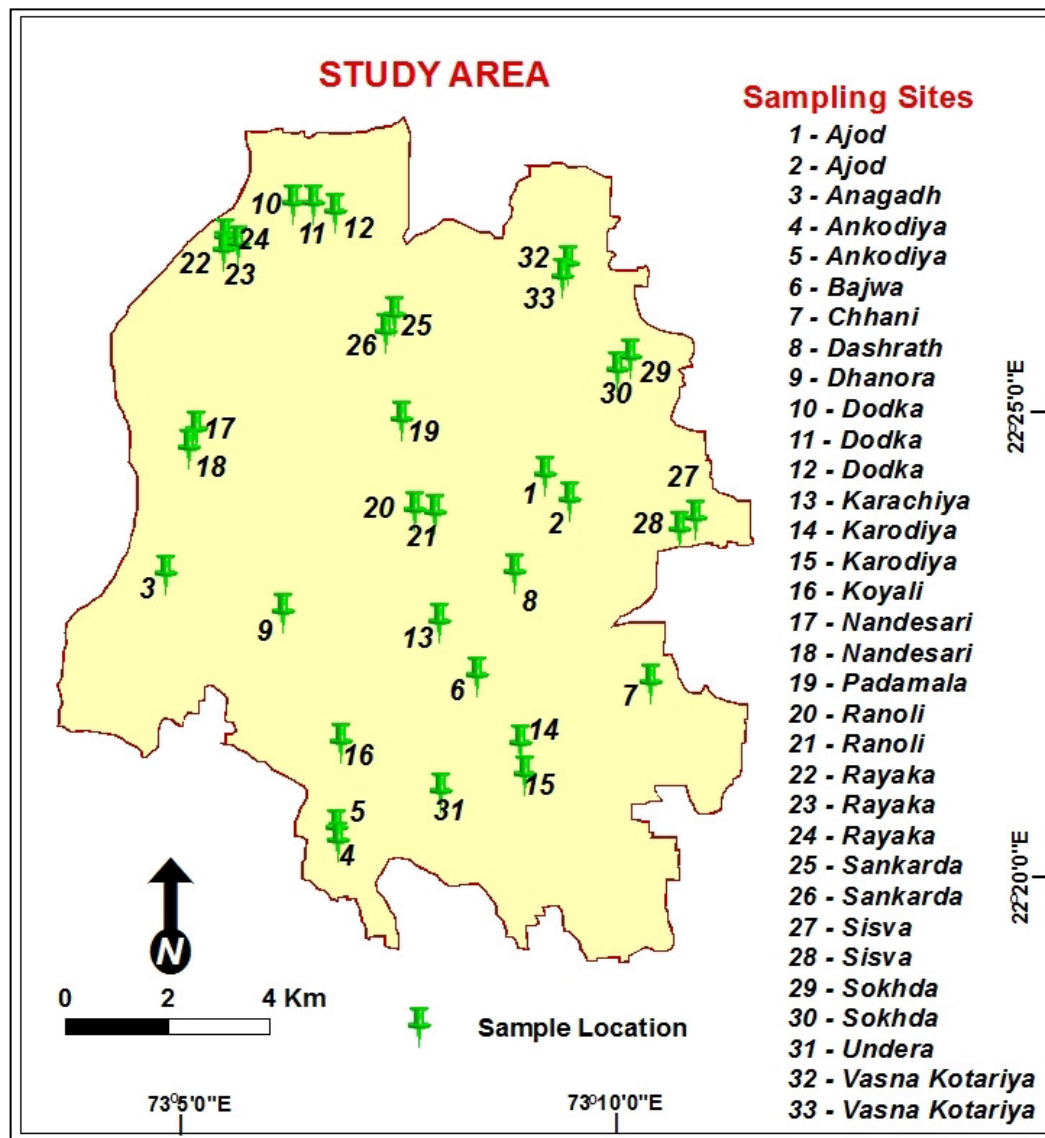 STUDY AREA
Sampling Sites
1 - Ajod
2 - Ajod
3 - Anagadh
4 - Ankodiya
5 - Ankodiya
6 - Bajwa
7 - Chhani
8 - Dashrath
9 - Dhanora
10 - Dodka
11 - Dodka
12 - Dodka
13 - Karachiya
14 - Karodiya
15 - Karodiya
16 - Koyali
17 - Nandesari
18 - Nandesari
19 - Padamala
20 - Ranoli
21 - Ranoli
22 - Rayaka
23 - Rayaka
24 - Rayaka
25 - Sankarda
26 - Sankarda
27 - Sisva
28 - Sisva
29 - Sokhda
30 - Sokhda
31 - Undera
32 - Vasna Kotariya
33 - Vasna Kotariya
10
11
12
24
22
23
32
33
25
26
29
30
17
18
19
1
2
27
28
20
21
3
8
9
13
6
7
16
14
15
31
5
4
22°25'0"E
22°20'0"E
N
0 2 4 Km
Sample Location
73°5'0"E 73°10'0"E